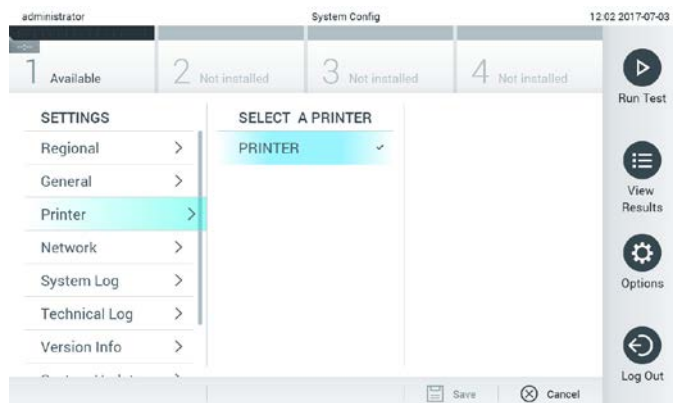 administrator System Config 12:02 2017-07-03
1 Available 2 Not installed 3 Not installed 4 Not installed
Run Test
SETTINGS SELECT A PRINTER
Regional PRINTER
General
View
Results
Printer
Network
System Log
Options
Technical Log
Version Info
Log Out
Save Cancel